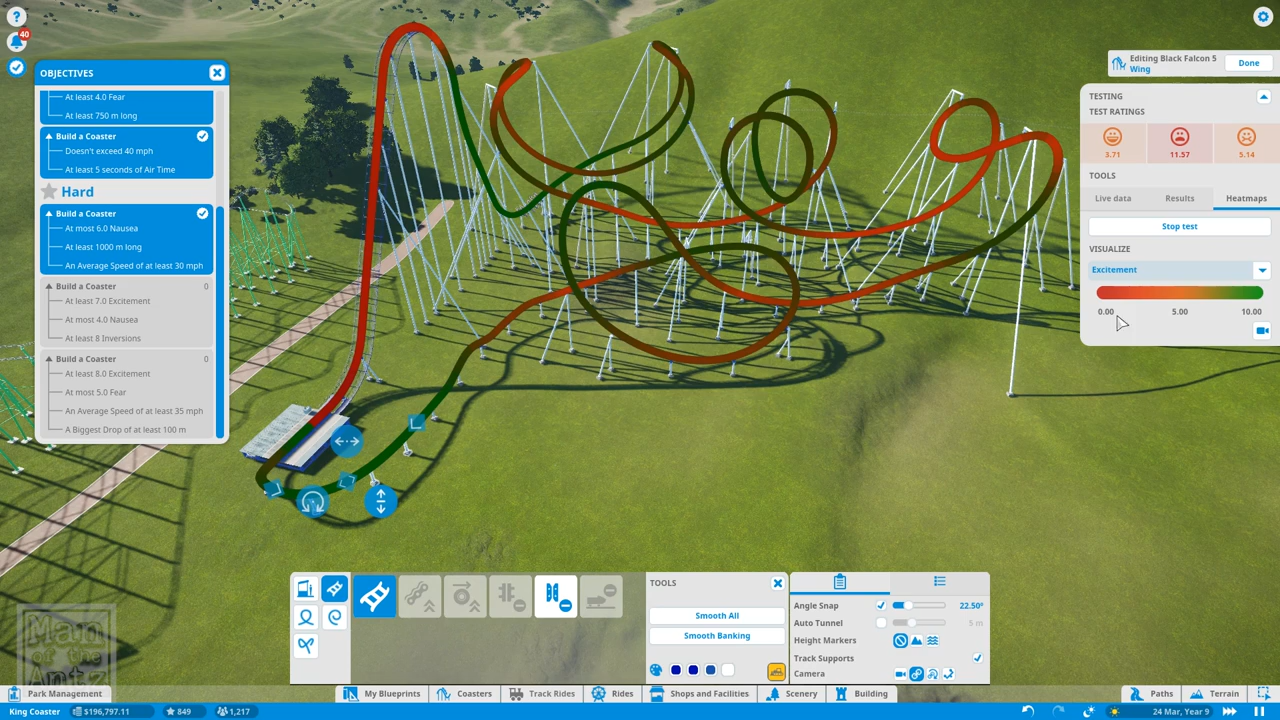 ?
40
OBJECTIVES
At least 4.0 Fear
At least 750 m long
Build a Coaster
Doesn't exceed 40 mph
At least 5 seconds of Air Time
Hard
Build a Coaster
At most 6.0 Nausea
At least 1000 m long
An Average Speed of at least 30 mph
Build a Coaster 0
At least 7.0 Excitement
At most 4.0 Nausea
At least 8 Inversions
Build a Coaster 0
At least 8.0 Excitement
At most 5.0 Fear
An Average Speed of at least 35 mph
A Biggest Drop of at least 100 m
Editing Black Falcon 5
Wing
Done
TESTING
TEST RATINGS
3.71 11.57 5.14
TOOLS
Live data Results Heatmaps
Stop test
VISUALIZE
Excitement
0.00 5.00 10.00
TOOLS
Smooth All
Smooth Banking
Angle Snap 22.50°
Auto Tunnel 5 m
Height Markers
Track Supports
Camera
Man
of the
Antz
Park Management My Blueprints Coasters Track Rides Rides Shops and Facilities Scenery Building Paths Terrain
King Coaster $196,797.11 849 1,217 24 Mar, Year 9